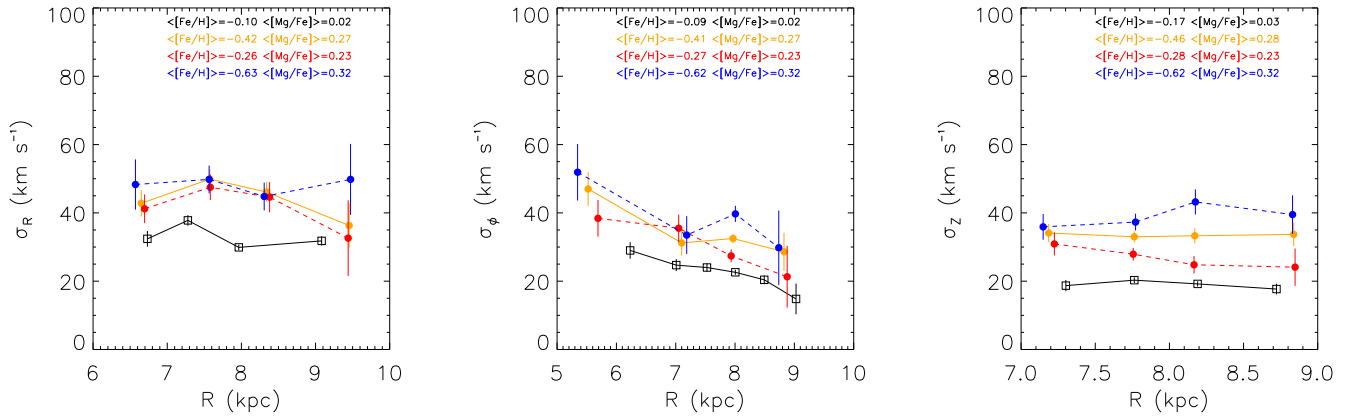 <[Fe/H]>=-0.10 <[Mg/Fe]>=0.02
<[Fe/H]>=-0.42 <[Mg/Fe]>=0.27
<[Fe/H]>=-0.26 <[Mg/Fe]>=0.23
<[Fe/H]>=-0.63 <[Mg/Fe]>=0.32
100
80
60
40
20
0
σR (km s⁻¹)
6 7 8 9 10
R (kpc)
<[Fe/H]>=-0.09 <[Mg/Fe]>=0.02
<[Fe/H]>=-0.41 <[Mg/Fe]>=0.27
<[Fe/H]>=-0.27 <[Mg/Fe]>=0.23
<[Fe/H]>=-0.62 <[Mg/Fe]>=0.32
100
80
60
40
20
0
σϕ (km s⁻¹)
5 6 7 8 9 10
R (kpc)
<[Fe/H]>=-0.17 <[Mg/Fe]>=0.03
<[Fe/H]>=-0.46 <[Mg/Fe]>=0.28
<[Fe/H]>=-0.28 <[Mg/Fe]>=0.23
<[Fe/H]>=-0.62 <[Mg/Fe]>=0.32
100
80
60
40
20
0
σZ (km s⁻¹)
7.0 7.5 8.0 8.5 9.0
R (kpc)